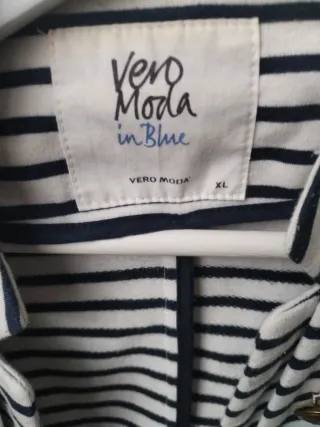 Vero
Moda
in Blue
VERO MODA XL